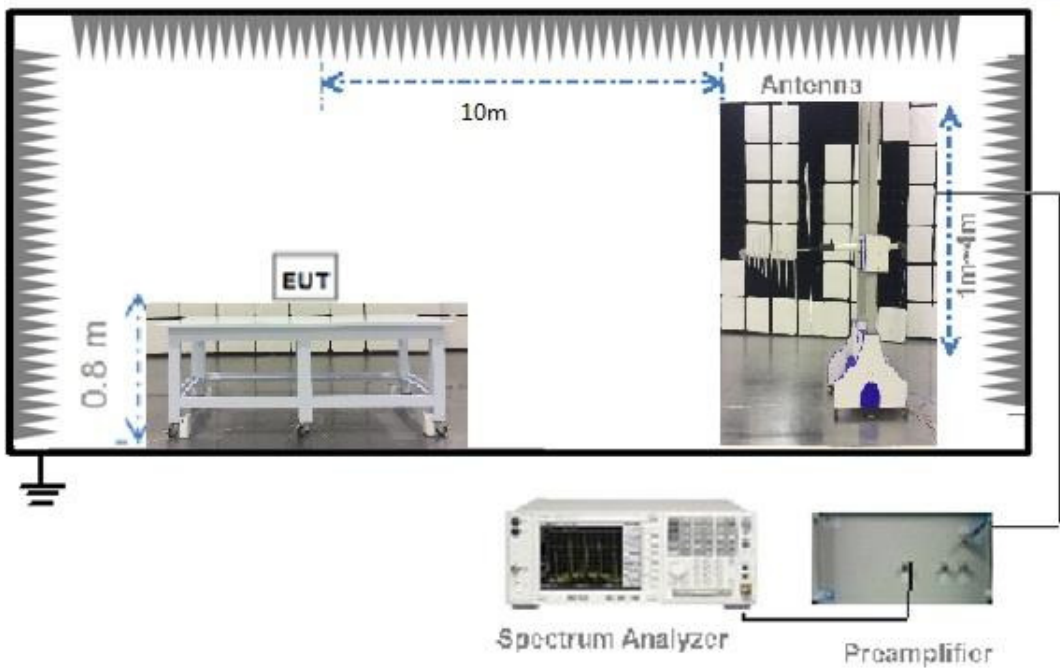 Antenna
10m
1m~4m
EUT
0.8 m
Spectrum Analyzer
Preamplifier